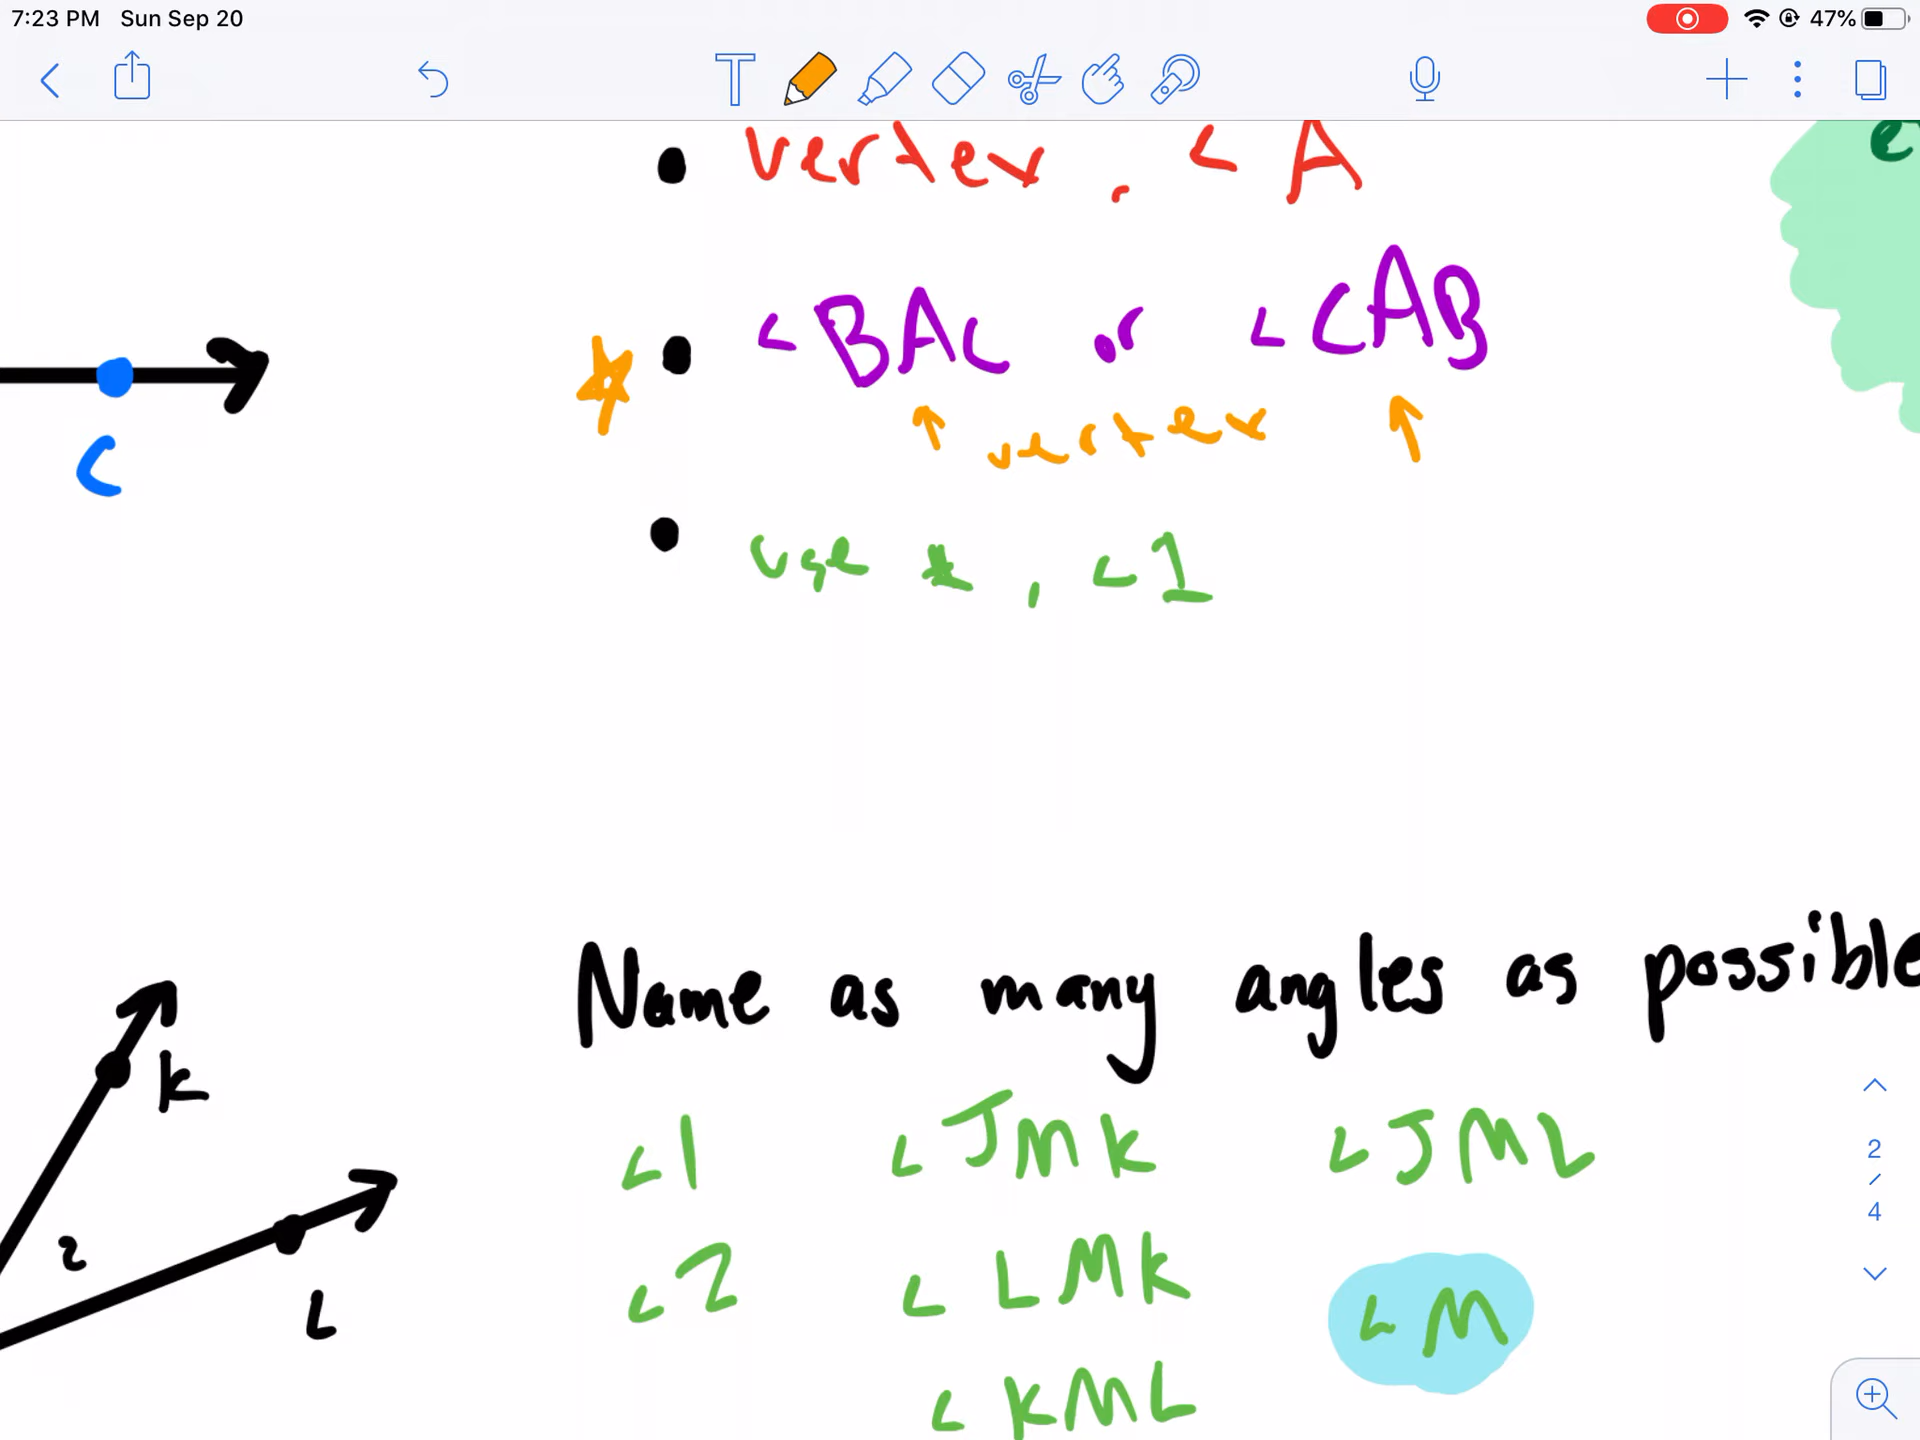 7:23 PM Sun Sep 20
47%
T
vertex, < A
< BAC or < CAB
vertex
C
use #, < 1
Name as many angles as possible
K
< 1 < JMK < JML
2
/
4
2
< 2 < LMK < M
L
< KML